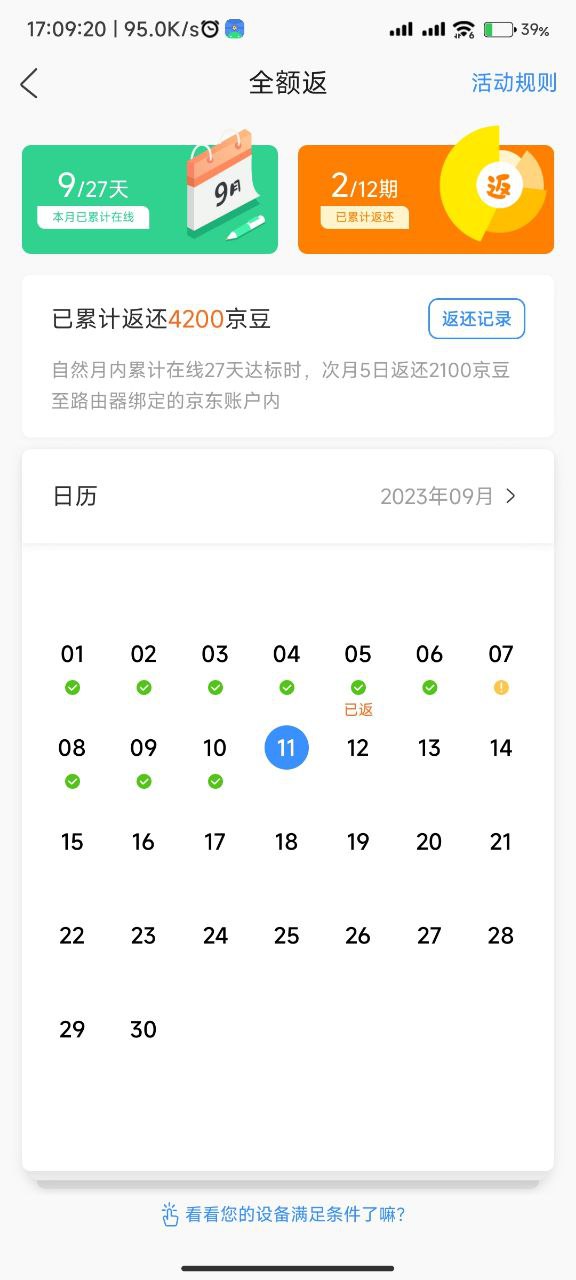 17:09:20 | 95.0K/s 39%
全额返 活动规则
9/27天
本月已累计在线
9月
2/12期
已累计返还
返
已累计返还4200京豆 返还记录
自然月内累计在线27天达标时，次月5日返还2100京豆
至路由器绑定的京东账户内
日历 2023年09月
01 02 03 04 05 06 07
已返
08 09 10 11 12 13 14
15 16 17 18 19 20 21
22 23 24 25 26 27 28
29 30
看看您的设备满足条件了嘛？